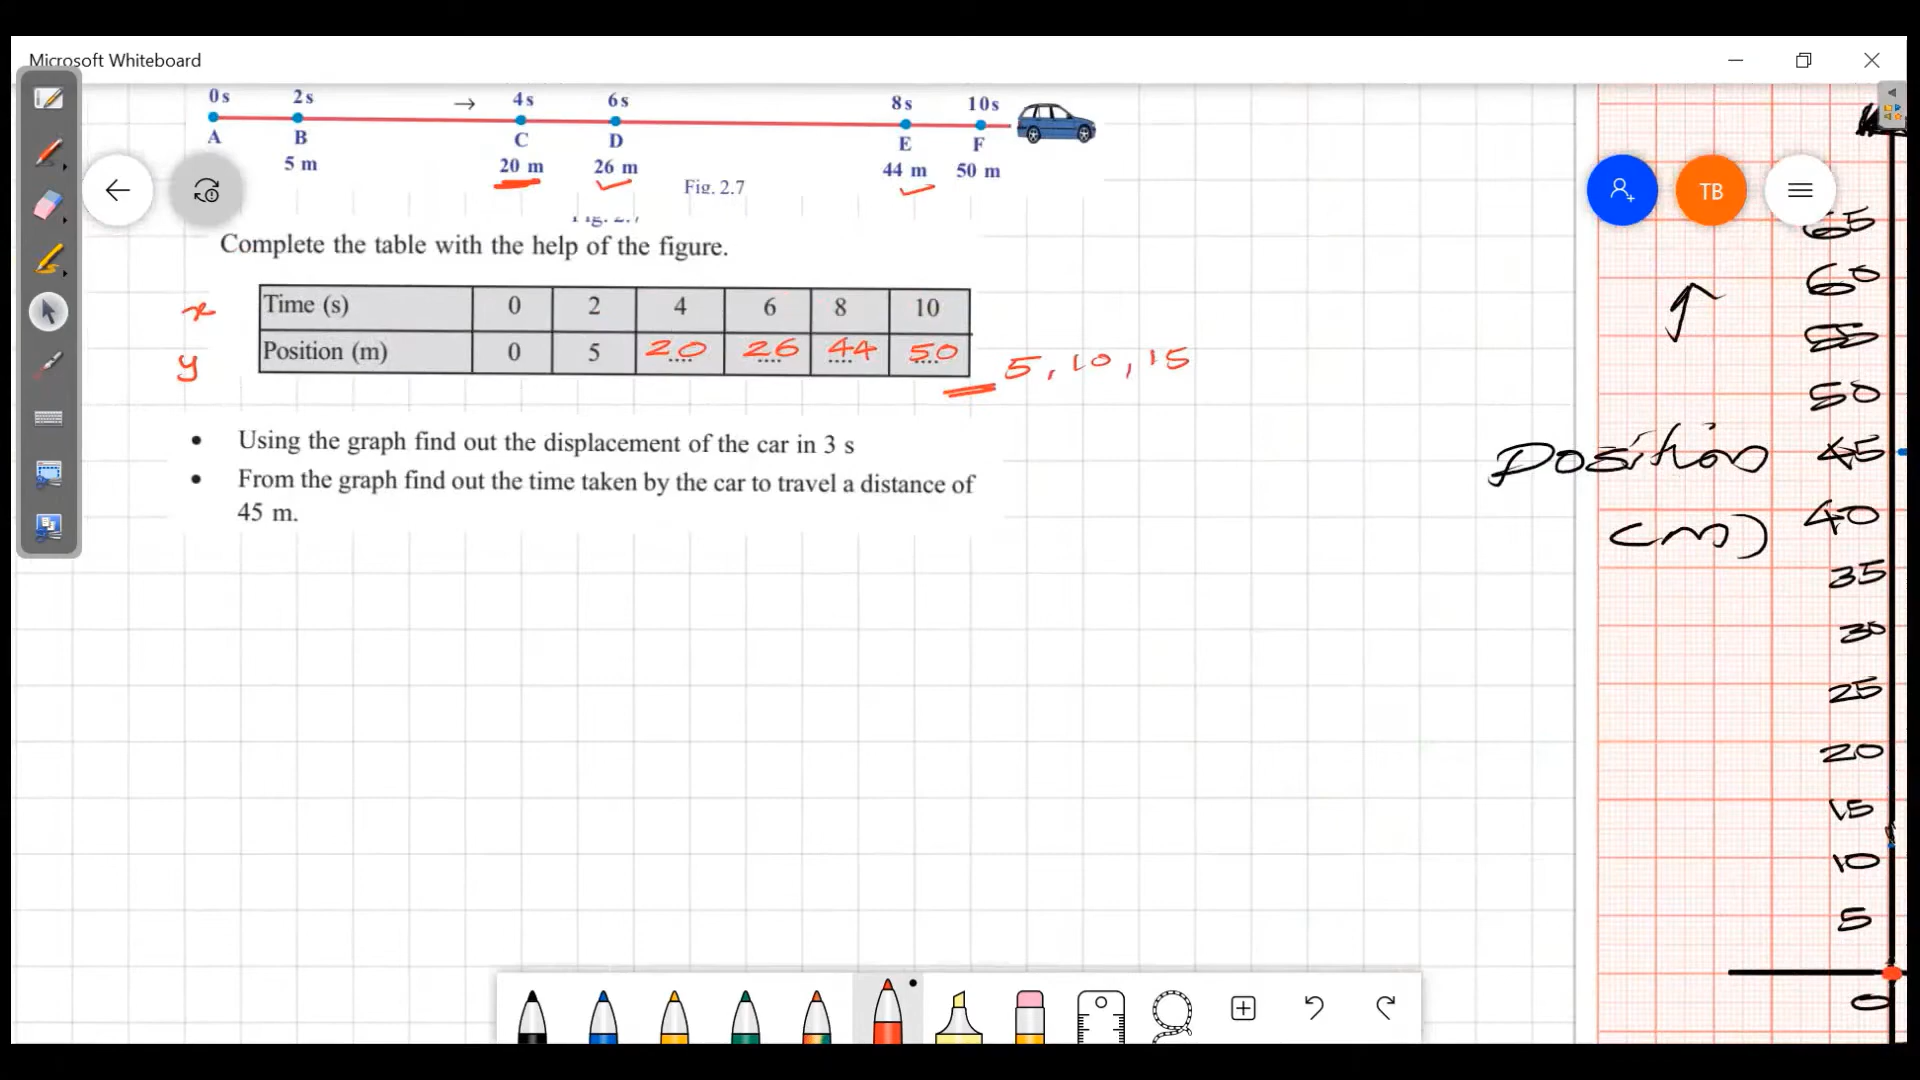 Microsoft Whiteboard
0 s 2 s → 4 s 6 s 8 s 10 s
A B C D E F
5 m 20 m 26 m 44 m 50 m
Fig. 2.7
Complete the table with the help of the figure.
x Time (s) 0 2 4 6 8 10
y Position (m) 0 5 20 26 44 50
5, 10, 15
Using the graph find out the displacement of the car in 3 s
From the graph find out the time taken by the car to travel a distance of
45 m.
TB
65
60
55
50
Position 45
(m) 40
35
30
25
20
15
10
5
0